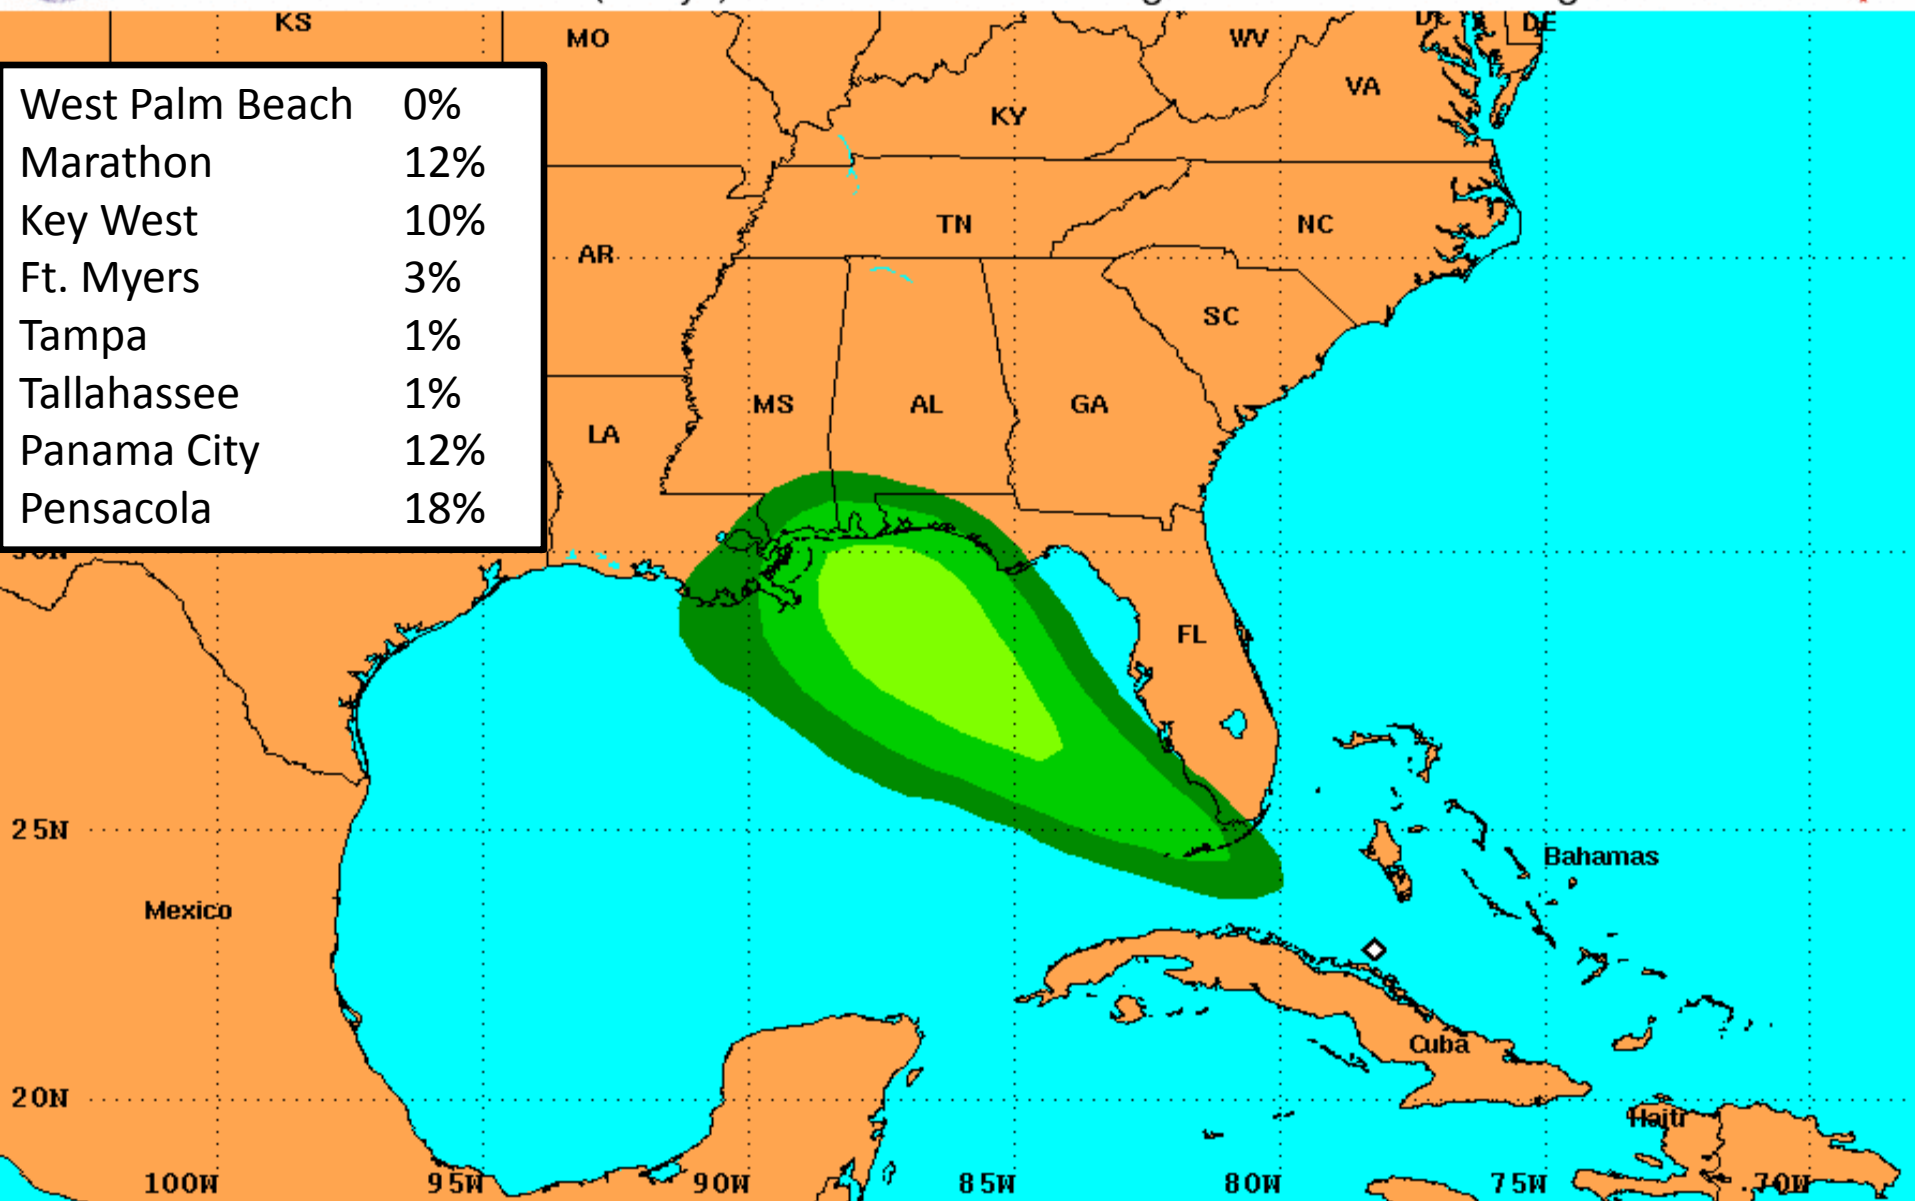 KS
MO
WV
DE
VA
KY
West Palm Beach 0%
Marathon 12%
Key West 10%
Ft. Myers 3%
Tampa 1%
Tallahassee 1%
Panama City 12%
Pensacola 18%
TN
NC
AR
SC
MS
AL
GA
LA
30N
FL
25N
Bahamas
Mexico
Cuba
20N
Haiti
100W 95W 90W 85W 80W 75W 70W